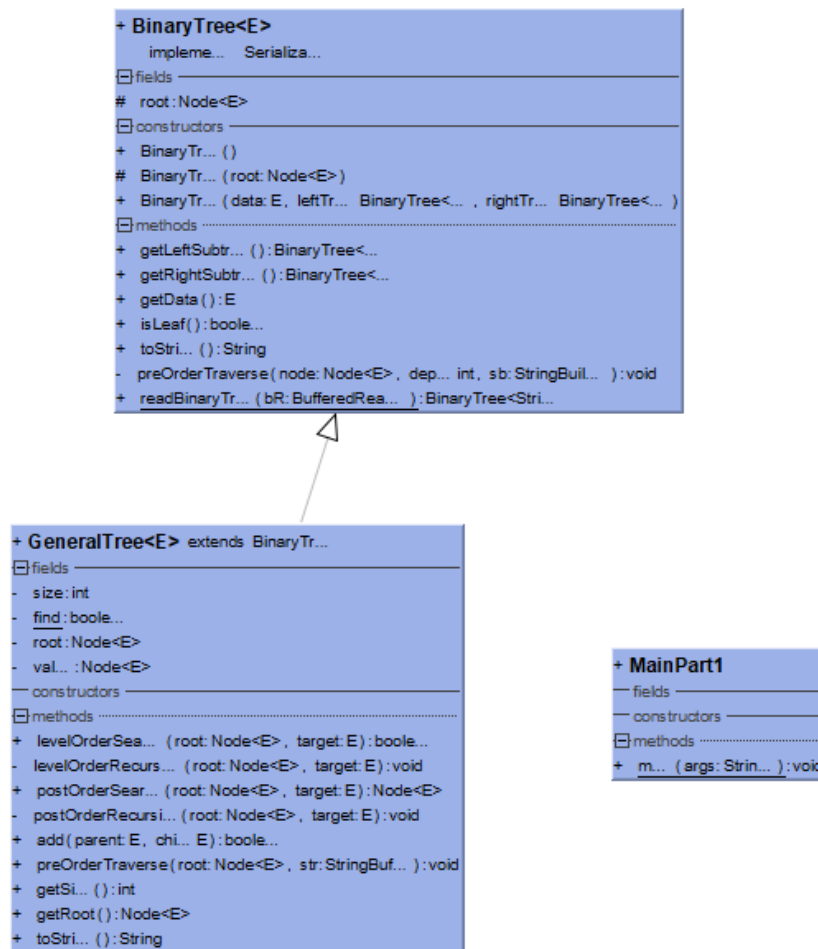 + BinaryTree<E>
impleme... Serializa...
fields
# root:Node<E>
constructors
+ BinaryTr... ()
# BinaryTr... (root:Node<E>)
+ BinaryTr... (data:E, leftTr... BinaryTree<... , rightTr... BinaryTree<... )
methods
+ getLeftSubtr... ():BinaryTree<...
+ getRightSubtr... ():BinaryTree<...
+ getData():E
+ isLeaf():boole...
+ toStri... ():String
- preOrderTraverse(node:Node<E>, dep... int, sb:StringBuil... ):void
+ readBinaryTr... (bR:BufferedRea... ):BinaryTree<Stri...
+ GeneralTree<E> extends BinaryTr...
fields
- size:int
- find:boole...
- root:Node<E>
- val... :Node<E>
constructors
methods
+ levelOrderSea... (root:Node<E>, target:E):boole...
- levelOrderRecurs... (root:Node<E>, target:E):void
+ postOrderSear... (root:Node<E>, target:E):Node<E>
- postOrderRecursi... (root:Node<E>, target:E):void
+ add(parent:E, chi... E):boole...
+ preOrderTraverse(root:Node<E>, str:StringBuf... ):void
+ getSi... ():int
+ getRoot():Node<E>
+ toStri... ():String
+ MainPart1
fields
constructors
methods
+ m... (args:Strin... ):void